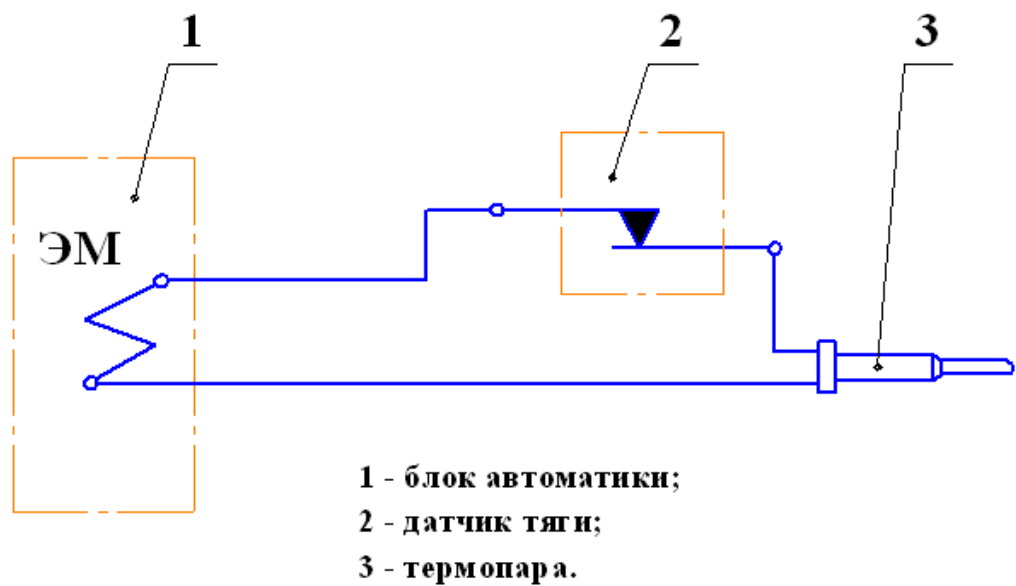 1 2 3
ЭМ
1 - блок автоматики;
2 - датчик тяги;
3 - термопара.